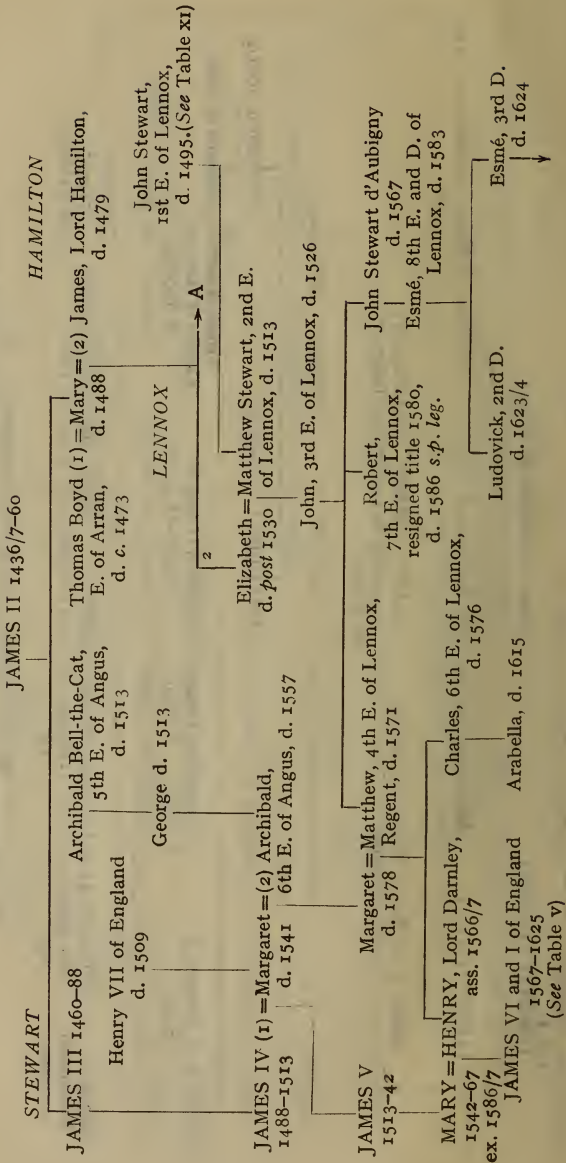 JAMES II 1436/7–60
STEWART
HAMILTON
JAMES III 1460–88
Archibald Bell-the-Cat,
5th E. of Angus,
d. 1513
Thomas Boyd (1)=Mary=(2) James, Lord Hamilton,
E. of Arran,
d. c. 1473
d. 1488
d. 1479
Henry VII of England
d. 1509
George d. 1513
LENNOX
John Stewart,
1st E. of Lennox,
d. 1495.(See Table XI)
2
A
JAMES IV (1)=Margaret=(2) Archibald,
1488–1513
d. 1541
6th E. of Angus, d. 1557
Elizabeth=Matthew Stewart, 2nd E.
d. post 1530
of Lennox, d. 1513
John, 3rd E. of Lennox, d. 1526
JAMES V
1513–42
Margaret=Matthew, 4th E. of Lennox,
d. 1578
Regent, d. 1571
Robert,
7th E. of Lennox,
resigned title 1580,
d. 1586 s.p. leg.
John Stewart d'Aubigny
d. 1567
Esmé, 8th E. and D. of
Lennox, d. 1583
MARY=HENRY, Lord Darnley,
1542–67
ex. 1586/7
ass. 1566/7
Charles, 6th E. of Lennox,
d. 1576
JAMES VI and I of England
1567–1625
(See Table V)
Arabella, d. 1615
Ludovick, 2nd D.
d. 1623/4
Esmé, 3rd D.
d. 1624